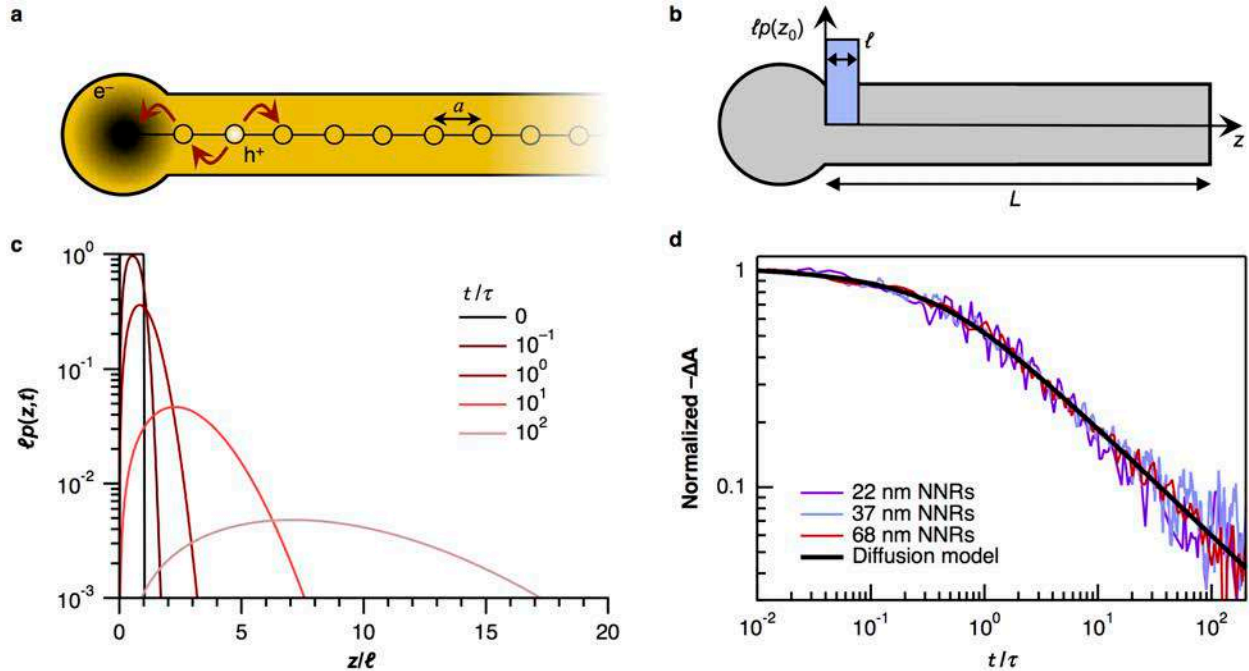 a
e⁻
h⁺
a
b
ℓp(z₀)
ℓ
z
L
c
ℓp(z,t)
10⁰
10⁻¹
10⁻²
10⁻³
t/τ
0
10⁻¹
10⁰
10¹
10²
0
5
10
15
20
z/ℓ
d
Normalized −ΔA
1
0.1
22 nm NNRs
37 nm NNRs
68 nm NNRs
Diffusion model
10⁻²
10⁻¹
10⁰
10¹
10²
t/τ